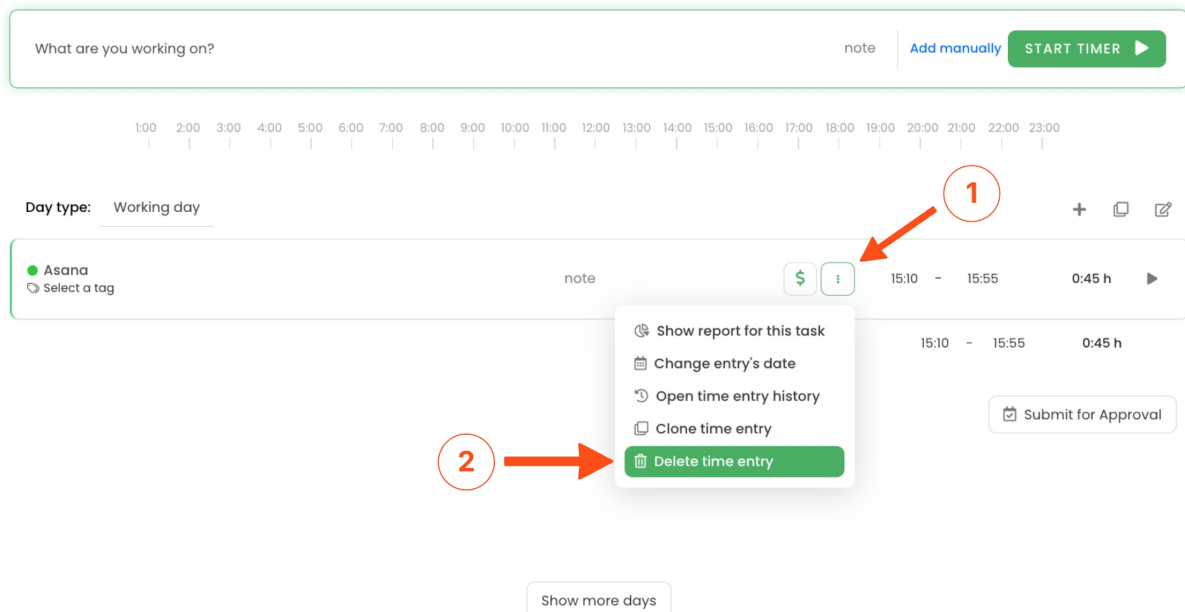 What are you working on? note Add manually START TIMER
1:00 2:00 3:00 4:00 5:00 6:00 7:00 8:00 9:00 10:00 11:00 12:00 13:00 14:00 15:00 16:00 17:00 18:00 19:00 20:00 21:00 22:00 23:00
1
Day type: Working day
Asana
Select a tag
note $ 15:10 - 15:55 0:45 h
Show report for this task
15:10 - 15:55 0:45 h
Change entry's date
Open time entry history
Clone time entry
Submit for Approval
2
Delete time entry
Show more days